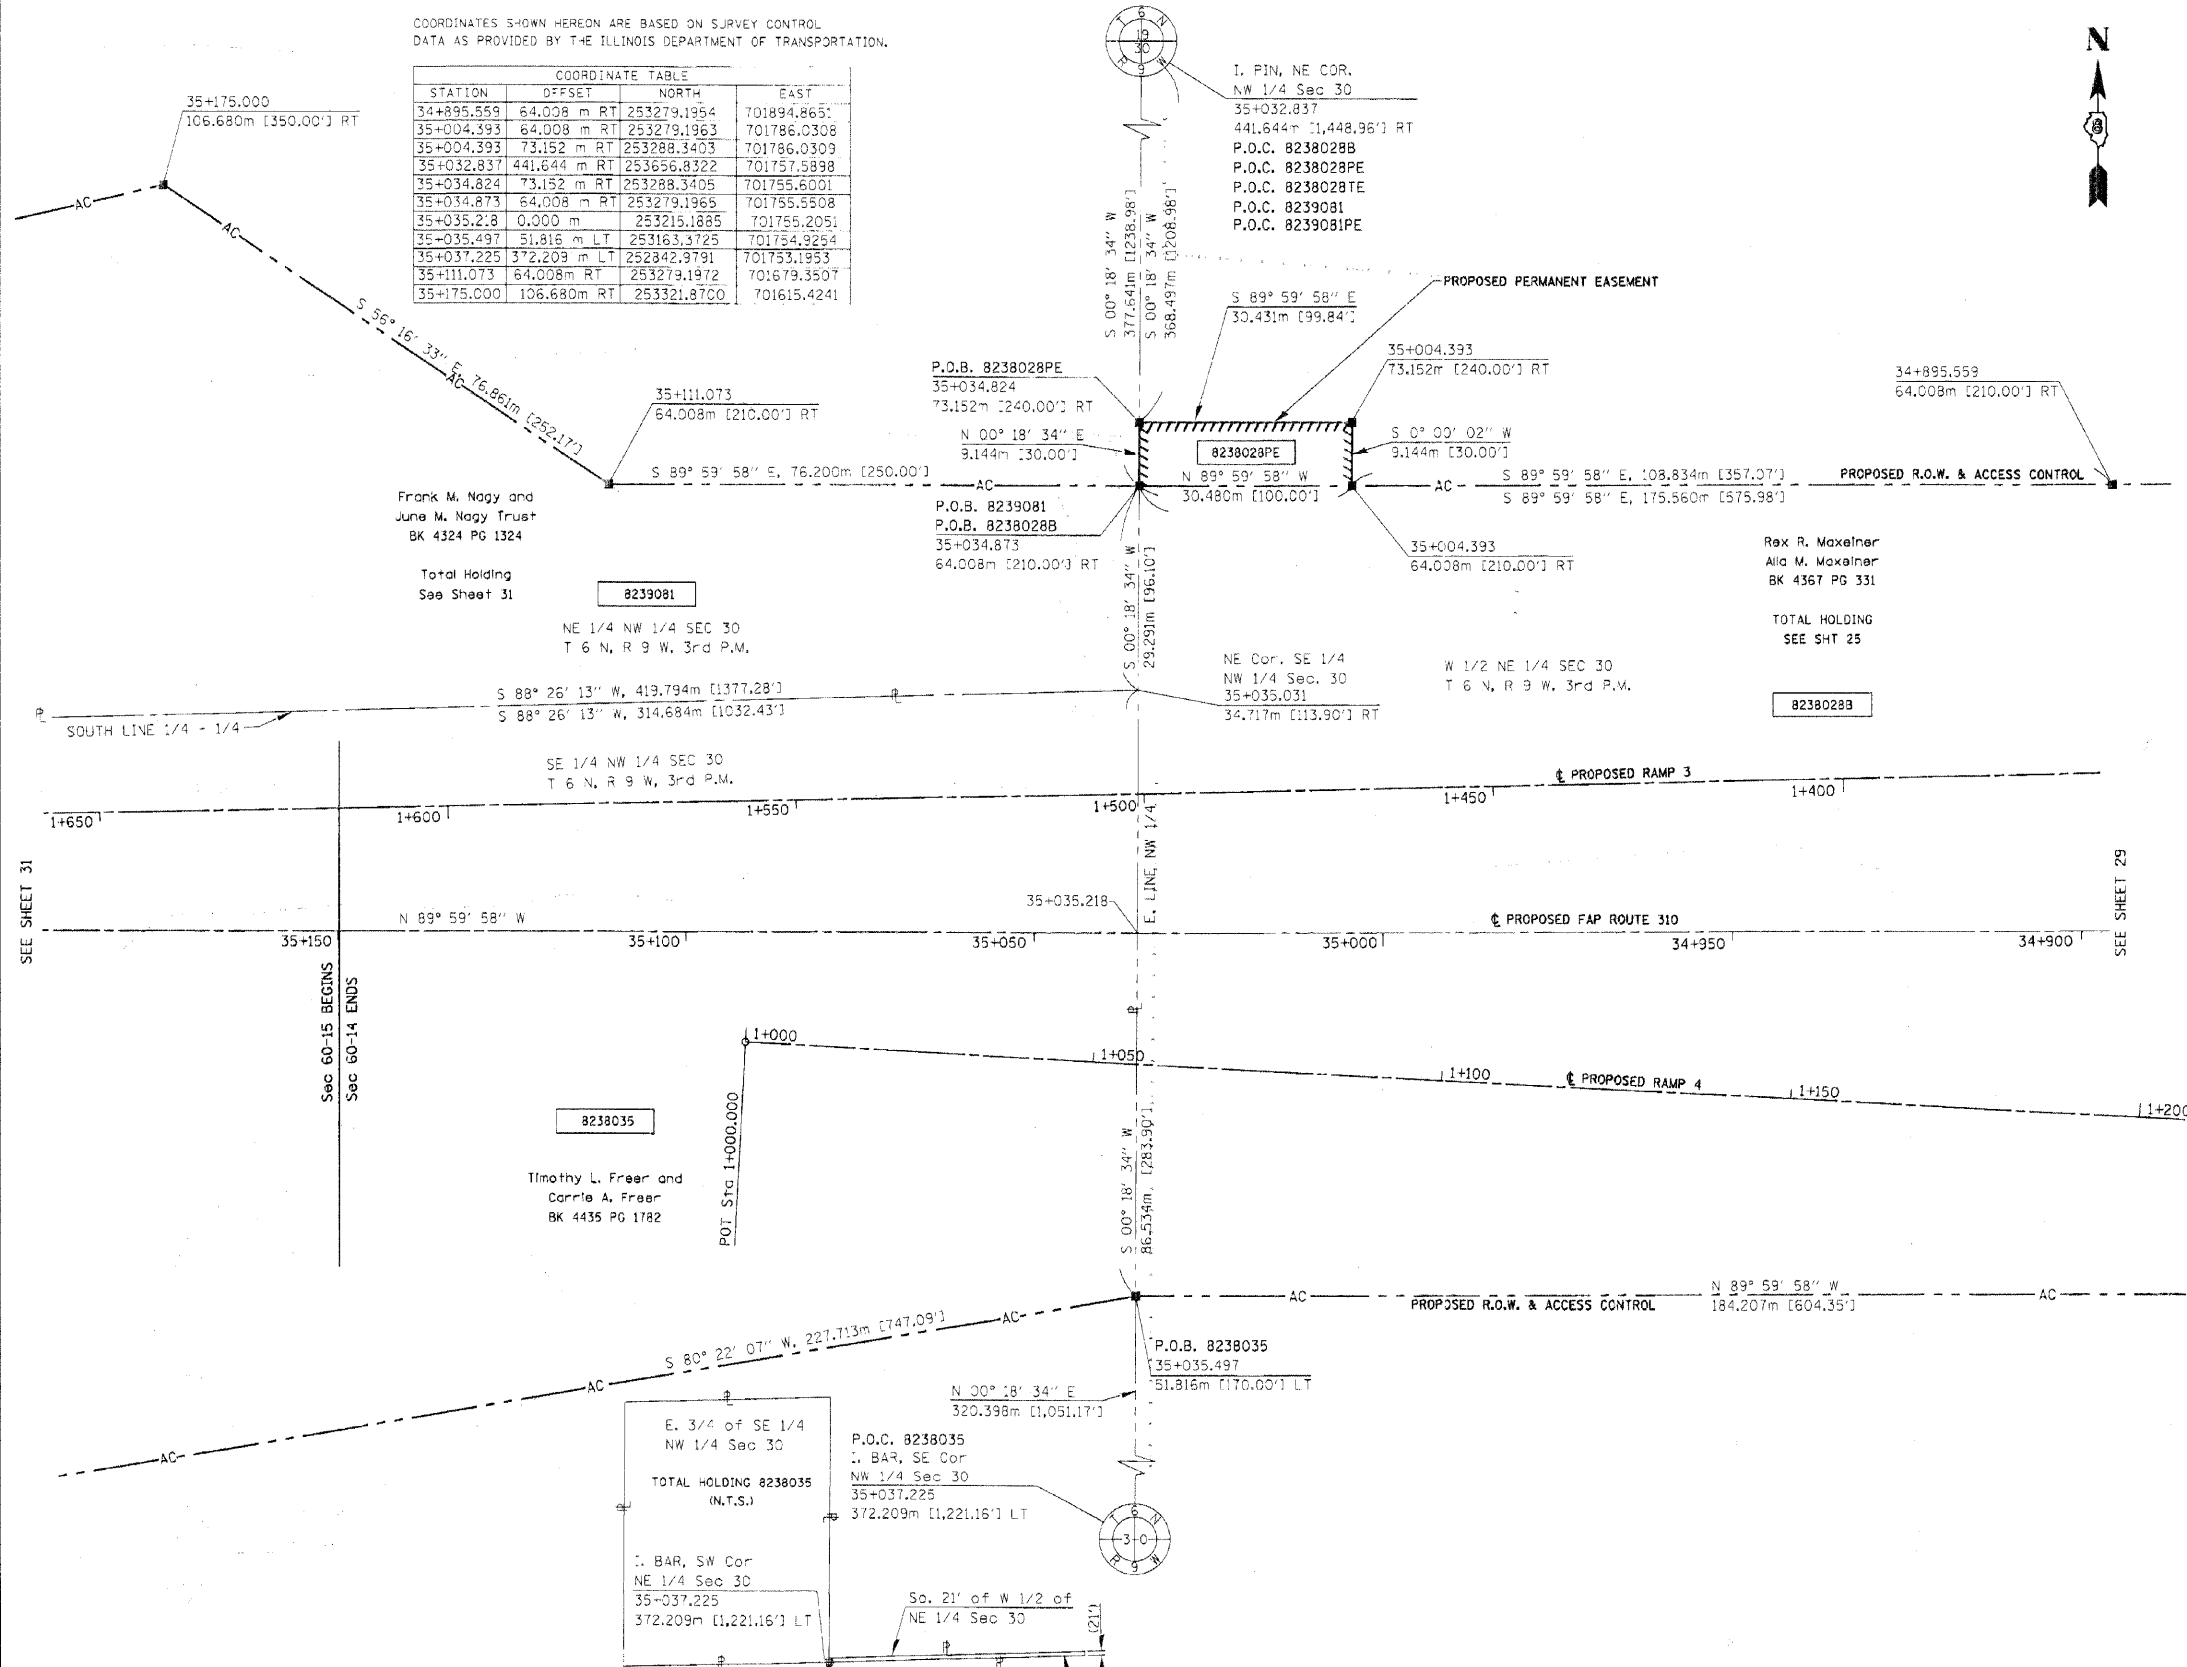 COORDINATES SHOWN HEREON ARE BASED ON SURVEY CONTROL
DATA AS PROVIDED BY THE ILLINOIS DEPARTMENT OF TRANSPORTATION.
COORDINATE TABLE
STATION OFFSET NORTH EAST
34+895.559 64.008 m RT 253279.1954 701894.8651
35+004.393 64.008 m RT 253279.1963 701786.0308
35+004.393 73.152 m RT 253288.3403 701786.0309
35+032.837 441.644 m RT 253656.8322 701757.5898
35+034.824 73.152 m RT 253288.3405 701755.6001
35+034.873 64.008 m RT 253279.1965 701755.5508
35+035.218 0.000 m 253215.1885 701755.2051
35+035.497 51.816 m LT 253163.3725 701754.9254
35+037.225 372.209 m LT 252842.9791 701753.1953
35+111.073 64.008m RT 253279.1972 701679.3507
35+175.000 106.680m RT 253321.8700 701615.4241
35+175.000
106.680m [350.00'] RT
AC
AC
S 56° 16' 33" E, 76.861m [252.17']
AC
T 6 N
19
30
R 9 W
I. PIN, NE COR.
NW 1/4 Sec 30
35+032.837
441.644m [1,448.96'] RT
P.O.C. 8238028B
P.O.C. 8238028PE
P.O.C. 8238028TE
P.O.C. 8239081
P.O.C. 8239081PE
N
8
S 00° 18' 34" W
377.641m [1238.98']
S 00° 18' 34" W
368.497m [1208.98']
PROPOSED PERMANENT EASEMENT
S 89° 59' 58" E
30.431m [99.84']
35+004.393
73.152m [240.00'] RT
34+895.559
64.008m [210.00'] RT
P.O.B. 8238028PE
35+034.824
73.152m [240.00'] RT
35+111.073
64.008m [210.00'] RT
N 00° 18' 34" E
9.144m [30.00']
8238028PE
S 0° 00' 02" W
9.144m [30.00']
S 89° 59' 58" E, 76.200m [250.00']
AC
N 89° 59' 58" W
30.480m [100.00']
AC
S 89° 59' 58" E, 108.834m [357.07']
S 89° 59' 58" E, 175.560m [575.98']
PROPOSED R.O.W. & ACCESS CONTROL
Frank M. Nagy and
June M. Nagy Trust
BK 4324 PG 1324
Total Holding
See Sheet 31
8239081
P.O.B. 8239081
P.O.B. 8238028B
35+034.873
64.008m [210.00'] RT
35+004.393
64.008m [210.00'] RT
Rex R. Maxeiner
Alla M. Maxeiner
BK 4367 PG 331
TOTAL HOLDING
SEE SHT 25
NE 1/4 NW 1/4 SEC 30
T 6 N, R 9 W, 3rd P.M.
S 00° 18' 34" W
29.291m [96.10']
NE Cor. SE 1/4
NW 1/4 Sec. 30
35+035.031
34.717m [113.90'] RT
W 1/2 NE 1/4 SEC 30
T 6 N, R 9 W, 3rd P.M.
8238028B
S 88° 26' 13" W, 419.794m [1377.28']
S 88° 26' 13" W, 314.684m [1032.43']
SOUTH LINE 1/4 - 1/4
SE 1/4 NW 1/4 SEC 30
T 6 N, R 9 W, 3rd P.M.
℄ PROPOSED RAMP 3
1+650 1+600 1+550 1+500 1+450 1+400
E. LINE NW 1/4
SEE SHEET 31
SEE SHEET 29
35+035.218
N 89° 59' 58" W
℄ PROPOSED FAP ROUTE 310
35+150 35+100 35+050 35+000 34+950 34+900
Sec 60-15 BEGINS
Sec 60-14 ENDS
1+000 1+050 1+100 1+150 1+200
℄ PROPOSED RAMP 4
POT Sta 1+000.000
8238035
Timothy L. Freer and
Carrie A. Freer
BK 4435 PG 1782
S 00° 18' 34" W
86.534m, [283.90']
AC
PROPOSED R.O.W. & ACCESS CONTROL
N 89° 59' 58" W
184.207m [604.35']
AC
S 80° 22' 07" W, 227.713m [747.09']
AC
AC
AC
P.O.B. 8238035
35+035.497
51.816m [170.00'] LT
N 00° 18' 34" E
320.398m [1,051.17']
E. 3/4 of SE 1/4
NW 1/4 Sec 30
TOTAL HOLDING 8238035
(N.T.S.)
P.O.C. 8238035
I. BAR, SE Cor
NW 1/4 Sec 30
35+037.225
372.209m [1,221.16'] LT
T 6 N
3 0
R 9 W
I. BAR, SW Cor
NE 1/4 Sec 30
35+037.225
372.209m [1,221.16'] LT
So. 21' of W 1/2 of
NE 1/4 Sec 30
(21')